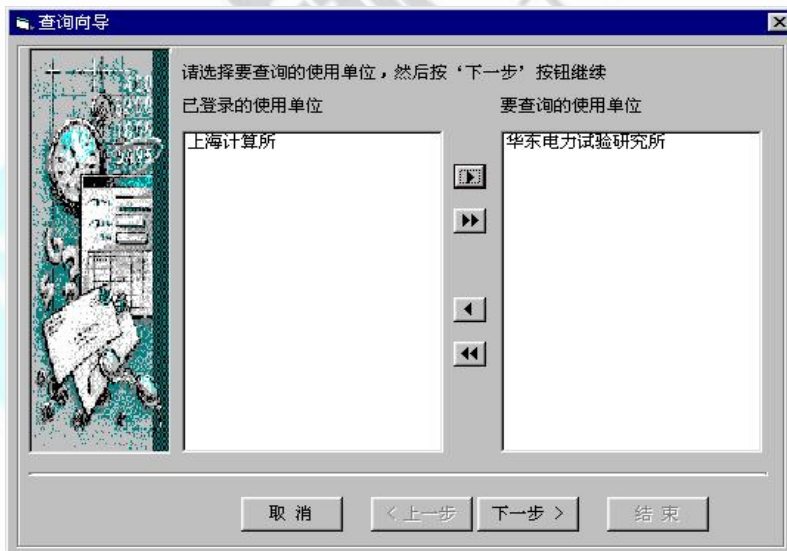 查询向导
请选择要查询的使用单位，然后按‘下一步’按钮继续
已登录的使用单位
要查询的使用单位
上海计算所
华东电力试验研究所
取 消
< 上一步
下一步 >
结 束